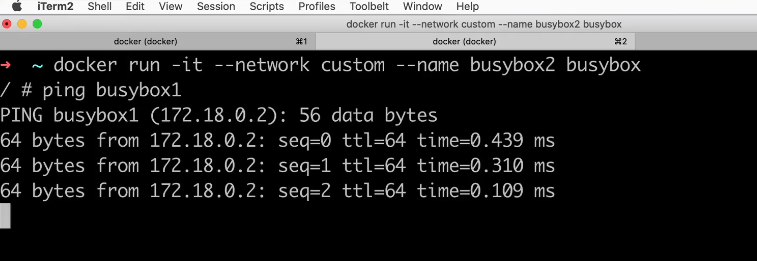 iTerm2 Shell Edit View Session Scripts Profiles Toolbelt Window Help
docker run -it --network custom --name busybox2 busybox
docker (docker) ⌘1 docker (docker) ⌘2
➜ ~ docker run -it --network custom --name busybox2 busybox
/ # ping busybox1
PING busybox1 (172.18.0.2): 56 data bytes
64 bytes from 172.18.0.2: seq=0 ttl=64 time=0.439 ms
64 bytes from 172.18.0.2: seq=1 ttl=64 time=0.310 ms
64 bytes from 172.18.0.2: seq=2 ttl=64 time=0.109 ms